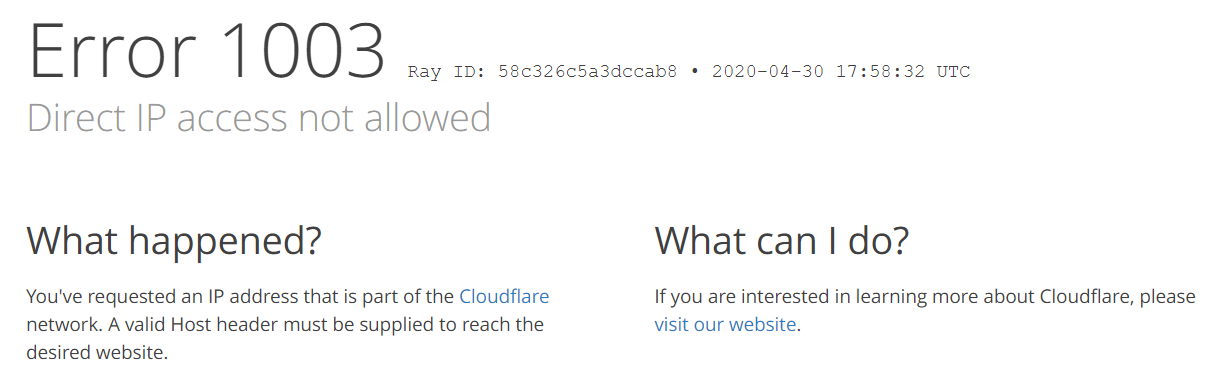 Error 1003 Ray ID: 58c326c5a3dccab8 • 2020-04-30 17:58:32 UTC
Direct IP access not allowed
What happened?
You've requested an IP address that is part of the Cloudflare
network. A valid Host header must be supplied to reach the
desired website.
What can I do?
If you are interested in learning more about Cloudflare, please
visit our website.